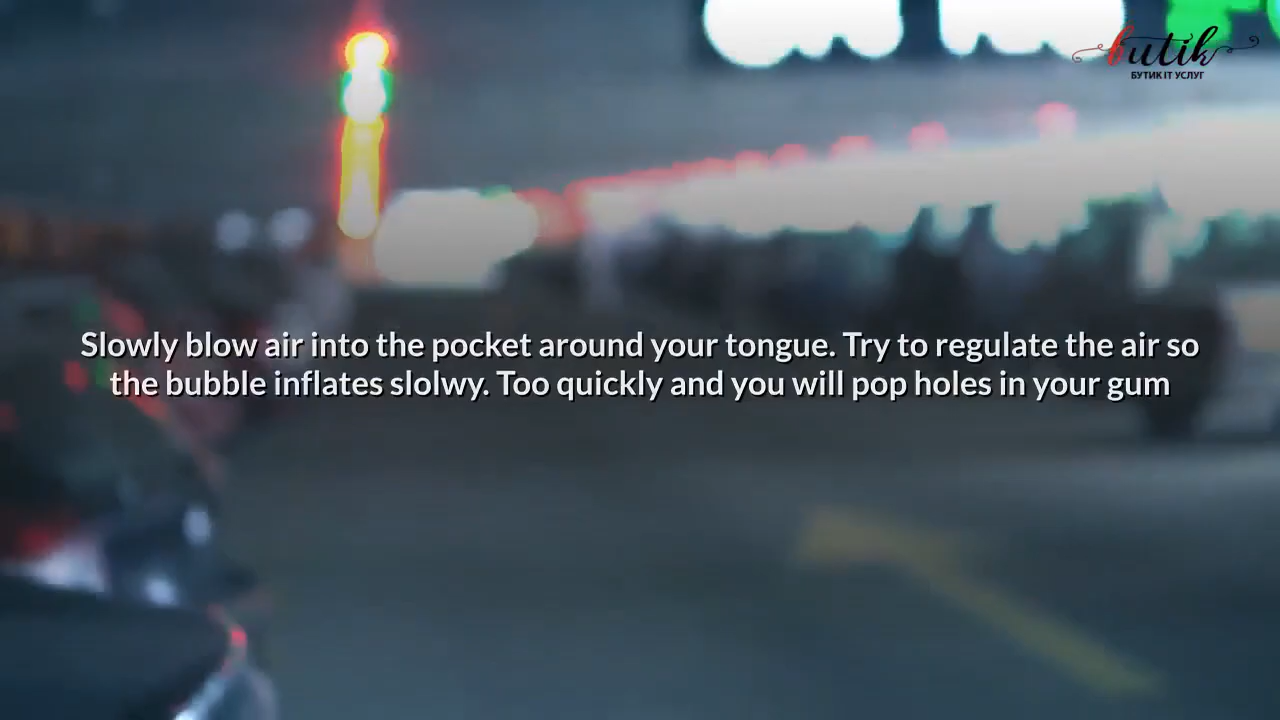 butik
БУТИК ІТ УСЛУГ
Slowly blow air into the pocket around your tongue. Try to regulate the air so
the bubble inflates slolwy. Too quickly and you will pop holes in your gum